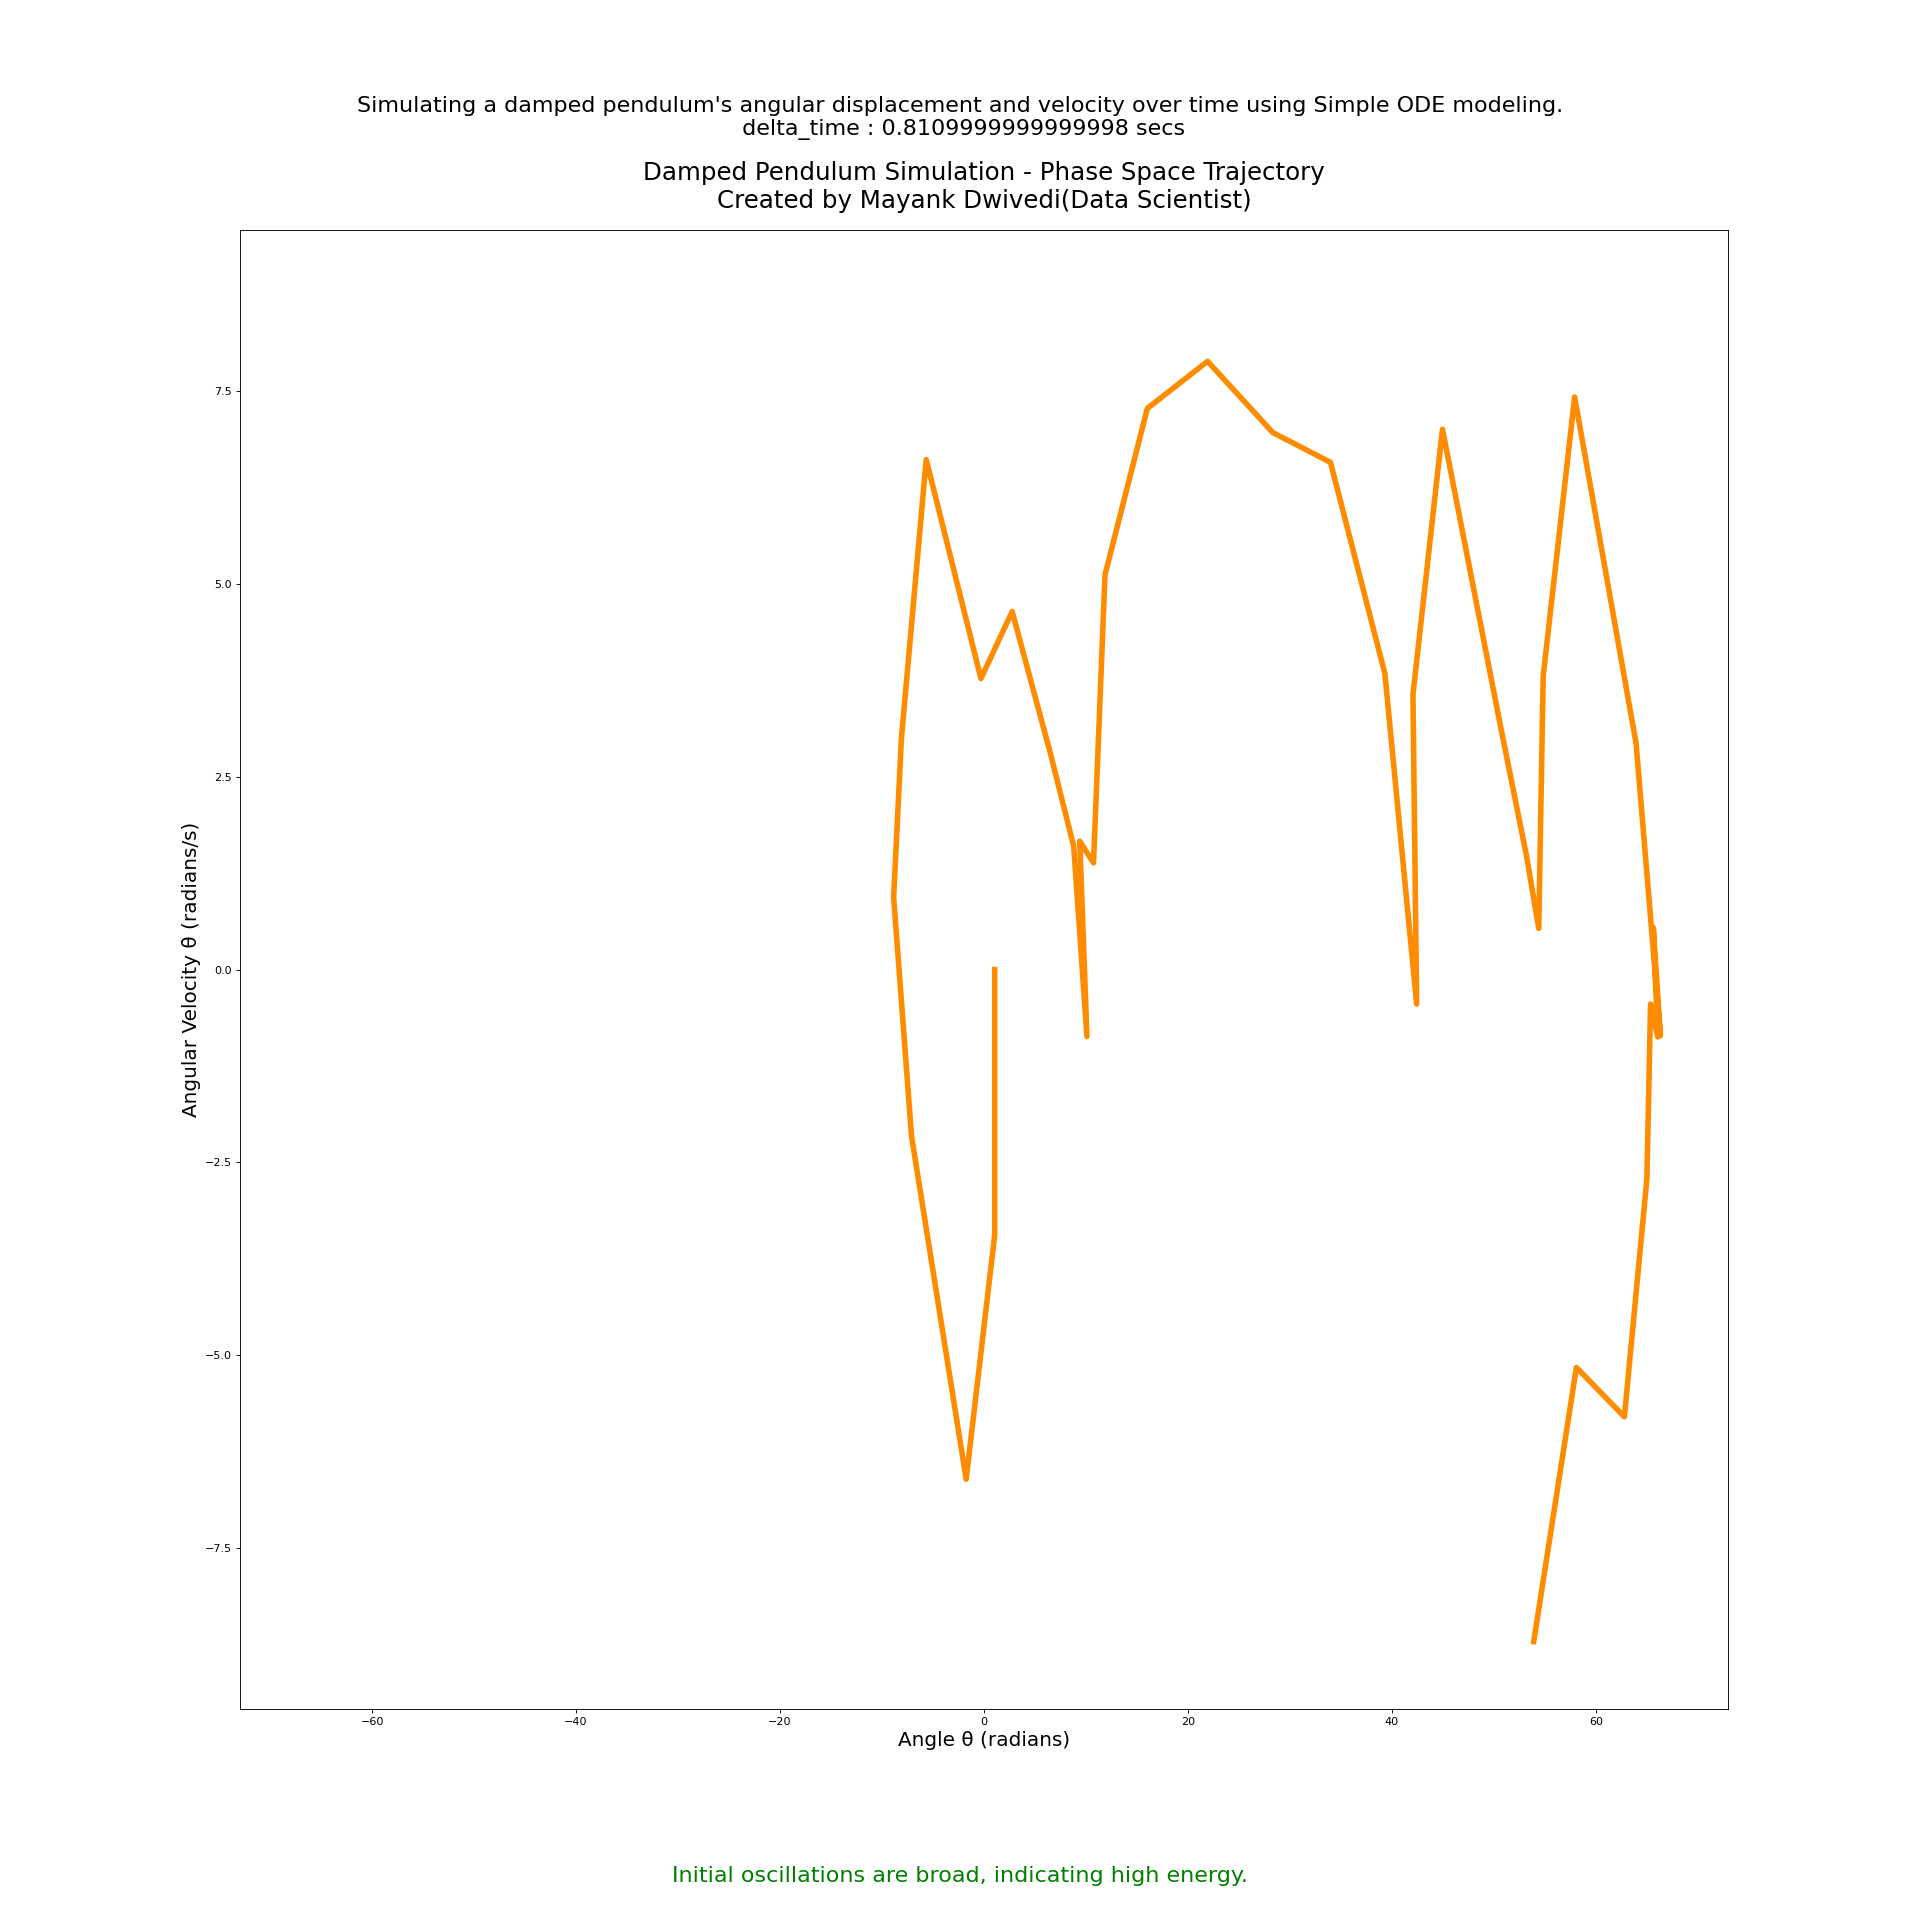 Simulating a damped pendulum's angular displacement and velocity over time using Simple ODE modeling.
delta_time : 0.8109999999999998 secs
Damped Pendulum Simulation - Phase Space Trajectory
Created by Mayank Dwivedi(Data Scientist)
7.5
5.0
2.5
0.0
−2.5
−5.0
−7.5
Angular Velocity θ (radians/s)
−60
−40
−20
0
20
40
60
Angle θ (radians)
Initial oscillations are broad, indicating high energy.